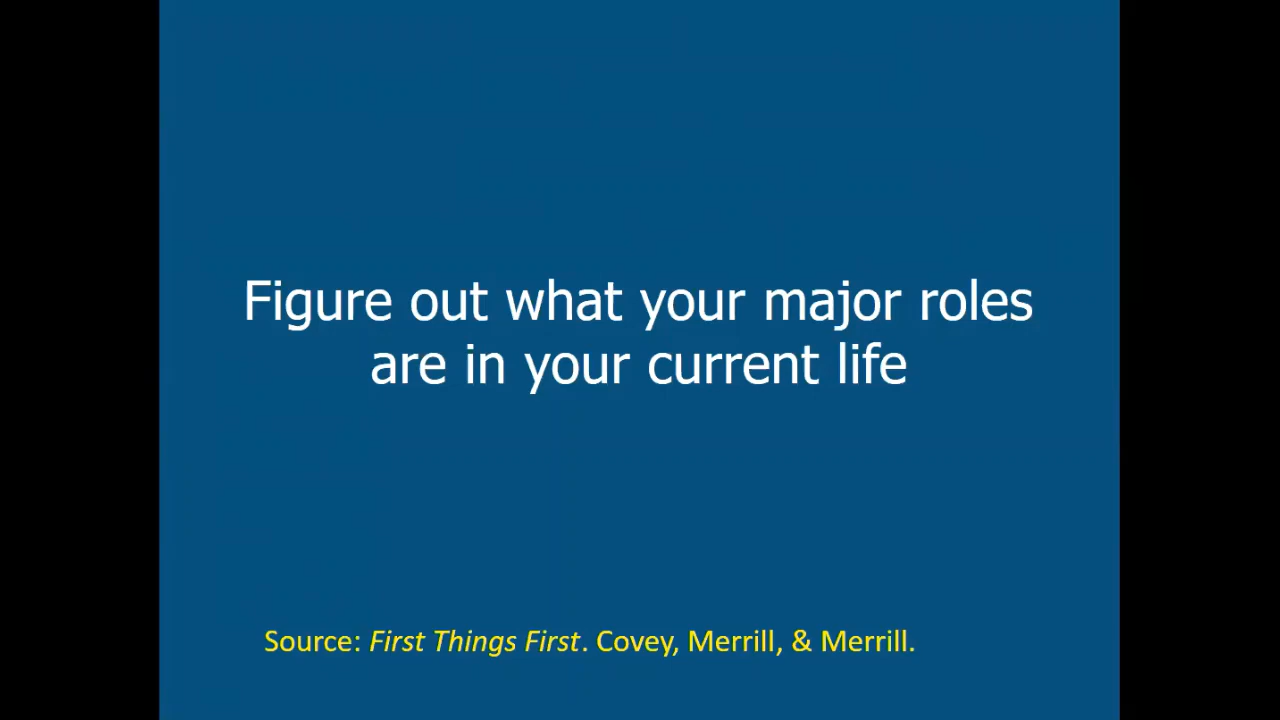 Figure out what your major roles
are in your current life
Source: First Things First. Covey, Merrill, & Merrill.